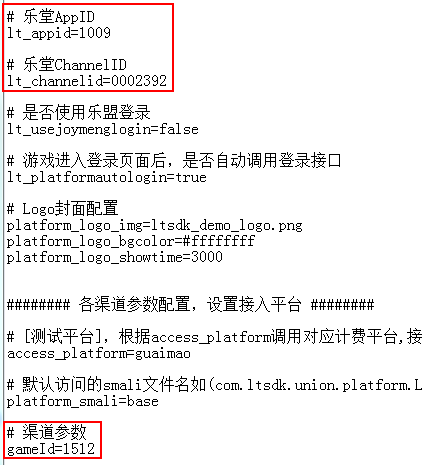 # 乐堂AppID
lt_appid=1009
# 乐堂ChannelID
lt_channelid=0002392
# 是否使用乐盟登录
lt_usejoymenglogin=false
# 游戏进入登录页面后，是否自动调用登录接口
lt_platformautologin=true
# Logo封面配置
platform_logo_img=ltsdk_demo_logo.png
platform_logo_bgcolor=#ffffffff
platform_logo_showtime=3000
######## 各渠道参数配置，设置接入平台 ########
# [测试平台]，根据access_platform调用对应计费平台,接
access_platform=guaimao
# 默认访问的smali文件名如(com.ltsdk.union.platform.L
platform_smali=base
# 渠道参数
gameId=1512